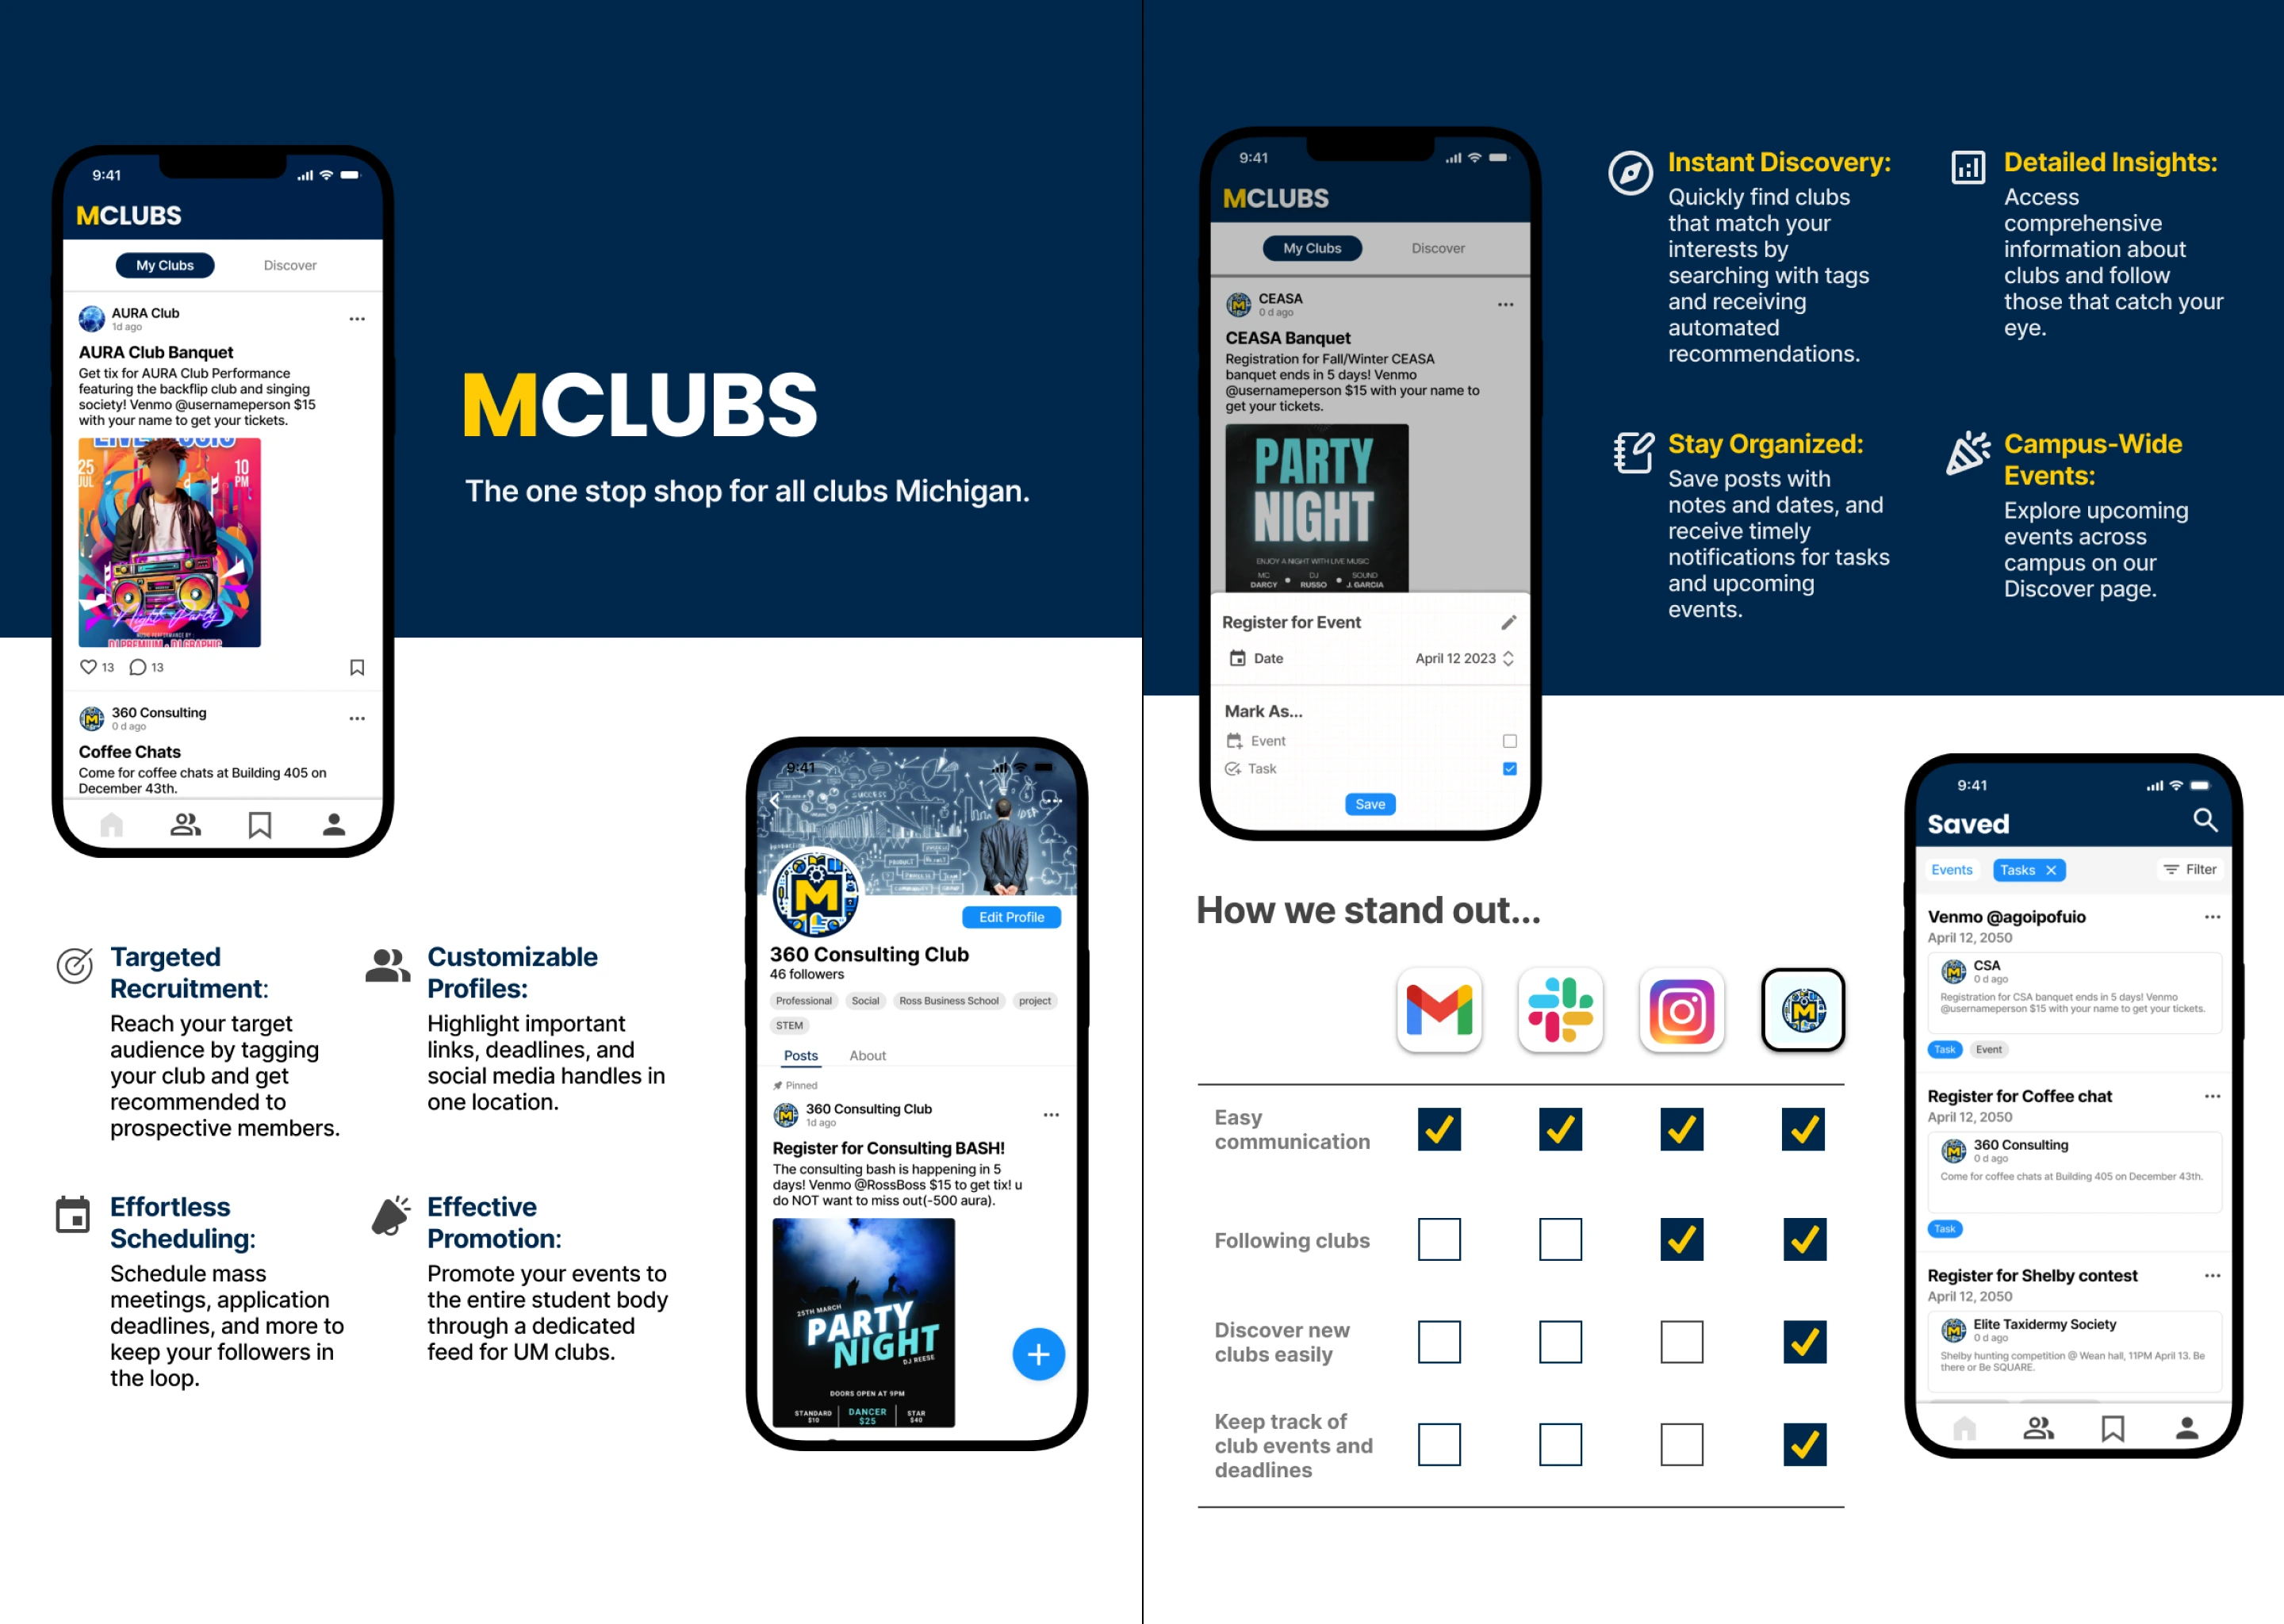 9:41
MCLUBS
My Clubs
Discover
AURA Club
1d ago
AURA Club Banquet
Get tix for AURA Club Performance
featuring the backflip club and singing
society! Venmo @usernameperson $15
with your name to get your tickets.
25
JUL
10
PM
Night Party
DJ PREMIUM
DJ GRAPHIC
13
13
360 Consulting
0 d ago
Coffee Chats
Come for coffee chats at Building 405 on
December 43th.
MCLUBS
The one stop shop for all clubs Michigan.
Targeted
Recruitment:
Reach your target
audience by tagging
your club and get
recommended to
prospective members.
Customizable
Profiles:
Highlight important
links, deadlines, and
social media handles in
one location.
Effortless
Scheduling:
Schedule mass
meetings, application
deadlines, and more to
keep your followers in
the loop.
Effective
Promotion:
Promote your events to
the entire student body
through a dedicated
feed for UM clubs.
9:41
SUCCESS
IDEA
PRODUCT
M
Edit Profile
360 Consulting Club
46 followers
Professional
Social
Ross Business School
project
STEM
Posts
About
Pinned
360 Consulting Club
1d ago
Register for Consulting BASH!
The consulting bash is happening in 5
days! Venmo @RossBoss $15 to get tix! u
do NOT want to miss out(-500 aura).
25TH MARCH
PARTY
NIGHT
DJ REESE
DOORS OPEN AT 9PM
STANDARD
$10
DANCER
$25
STAR
$40
9:41
MCLUBS
My Clubs
Discover
CEASA
0 d ago
CEASA Banquet
Registration for Fall/Winter CEASA
banquet ends in 5 days! Venmo
@usernameperson $15 with your name to
get your tickets.
PARTY
NIGHT
ENJOY A NIGHT WITH LIVE MUSIC
MC
DARCY
DJ
RUSSO
SOUND
J. GARCIA
Register for Event
Date
April 12 2023
Mark As...
Event
Task
Save
Instant Discovery:
Quickly find clubs
that match your
interests by
searching with tags
and receiving
automated
recommendations.
Detailed Insights:
Access
comprehensive
information about
clubs and follow
those that catch your
eye.
Stay Organized:
Save posts with
notes and dates, and
receive timely
notifications for tasks
and upcoming
events.
Campus-Wide
Events:
Explore upcoming
events across
campus on our
Discover page.
How we stand out...
Easy
communication
Following clubs
Discover new
clubs easily
Keep track of
club events and
deadlines
9:41
Saved
Events
Tasks
Filter
Venmo @agoipofuio
April 12, 2050
CSA
0 d ago
Registration for CSA banquet ends in 5 days! Venmo
@usernameperson $15 with your name to get your tickets.
Task
Event
Register for Coffee chat
April 12, 2050
360 Consulting
0 d ago
Come for coffee chats at Building 405 on December 43th.
Task
Register for Shelby contest
April 12, 2050
Elite Taxidermy Society
0 d ago
Shelby hunting competition @ Wean hall, 11PM April 13. Be
there or Be SQUARE.